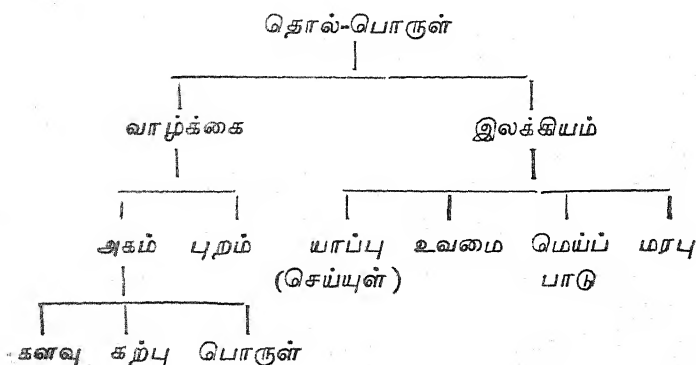 தொல்-பொருள்
வாழ்க்கை இலக்கியம்
அகம் புறம் யாப்பு உவமை மெய்ப் மரபு
(செய்யுள்) பாடு
களவு கற்பு பொருள்